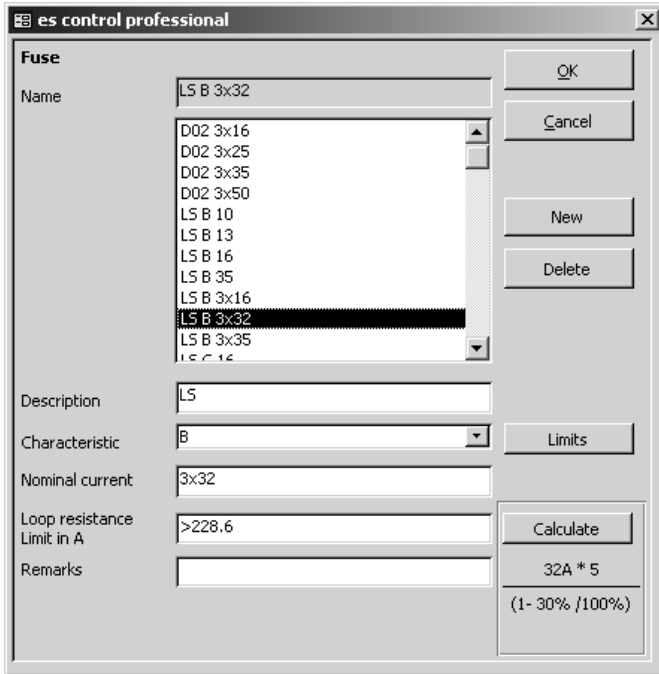 es control professional
Fuse
OK
Name
LS B 3x32
Cancel
D02 3x16
D02 3x25
D02 3x35
D02 3x50
LS B 10
New
LS B 13
LS B 16
Delete
LS B 35
LS B 3x16
LS B 3x32
LS B 3x35
LS C 16
Description
LS
Characteristic
B
Limits
Nominal current
3x32
Loop resistance
Limit in A
>228.6
Calculate
Remarks
32A * 5
(1- 30% /100%)